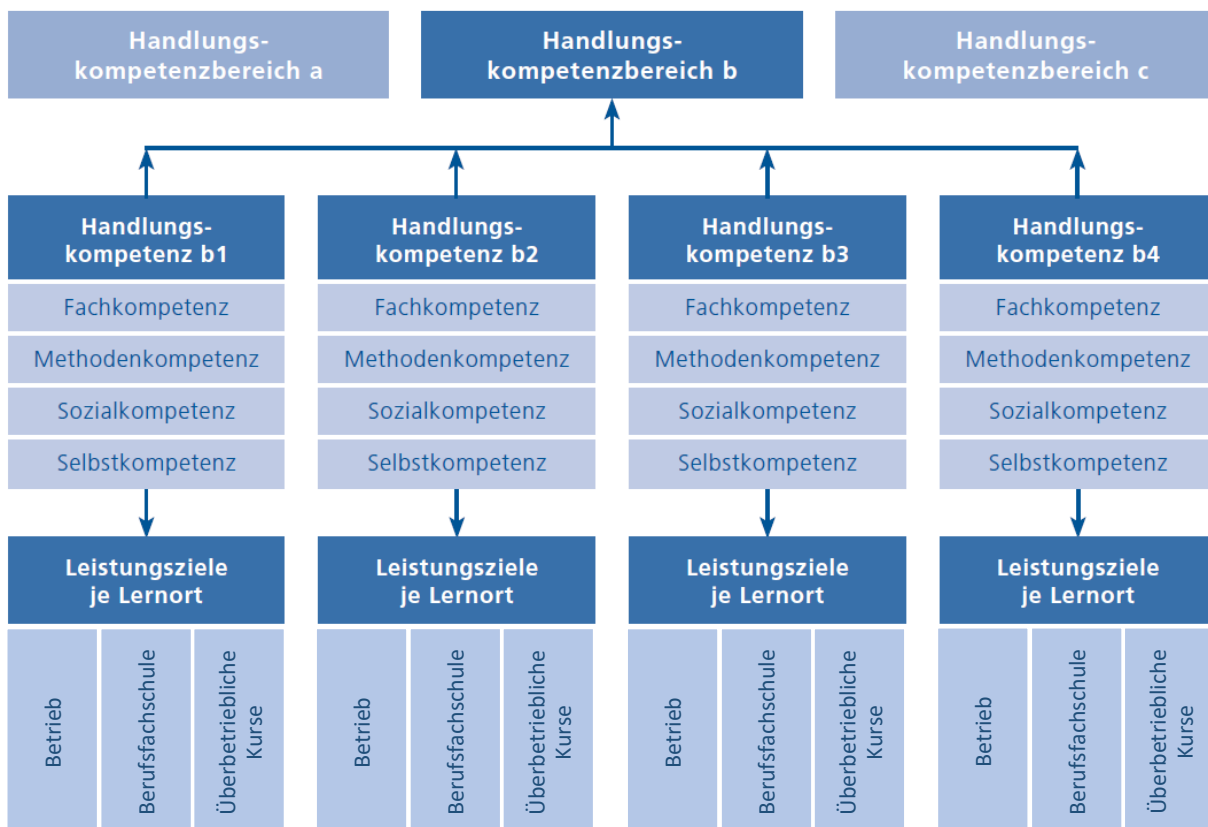 Handlungs-
kompetenzbereich a
Handlungs-
kompetenzbereich b
Handlungs-
kompetenzbereich c
Handlungs-
kompetenz b1
Fachkompetenz
Methodenkompetenz
Sozialkompetenz
Selbstkompetenz
Leistungsziele
je Lernort
Betrieb
Berufsfachschule
Überbetriebliche
Kurse
Handlungs-
kompetenz b2
Fachkompetenz
Methodenkompetenz
Sozialkompetenz
Selbstkompetenz
Leistungsziele
je Lernort
Betrieb
Berufsfachschule
Überbetriebliche
Kurse
Handlungs-
kompetenz b3
Fachkompetenz
Methodenkompetenz
Sozialkompetenz
Selbstkompetenz
Leistungsziele
je Lernort
Betrieb
Berufsfachschule
Überbetriebliche
Kurse
Handlungs-
kompetenz b4
Fachkompetenz
Methodenkompetenz
Sozialkompetenz
Selbstkompetenz
Leistungsziele
je Lernort
Betrieb
Berufsfachschule
Überbetriebliche
Kurse